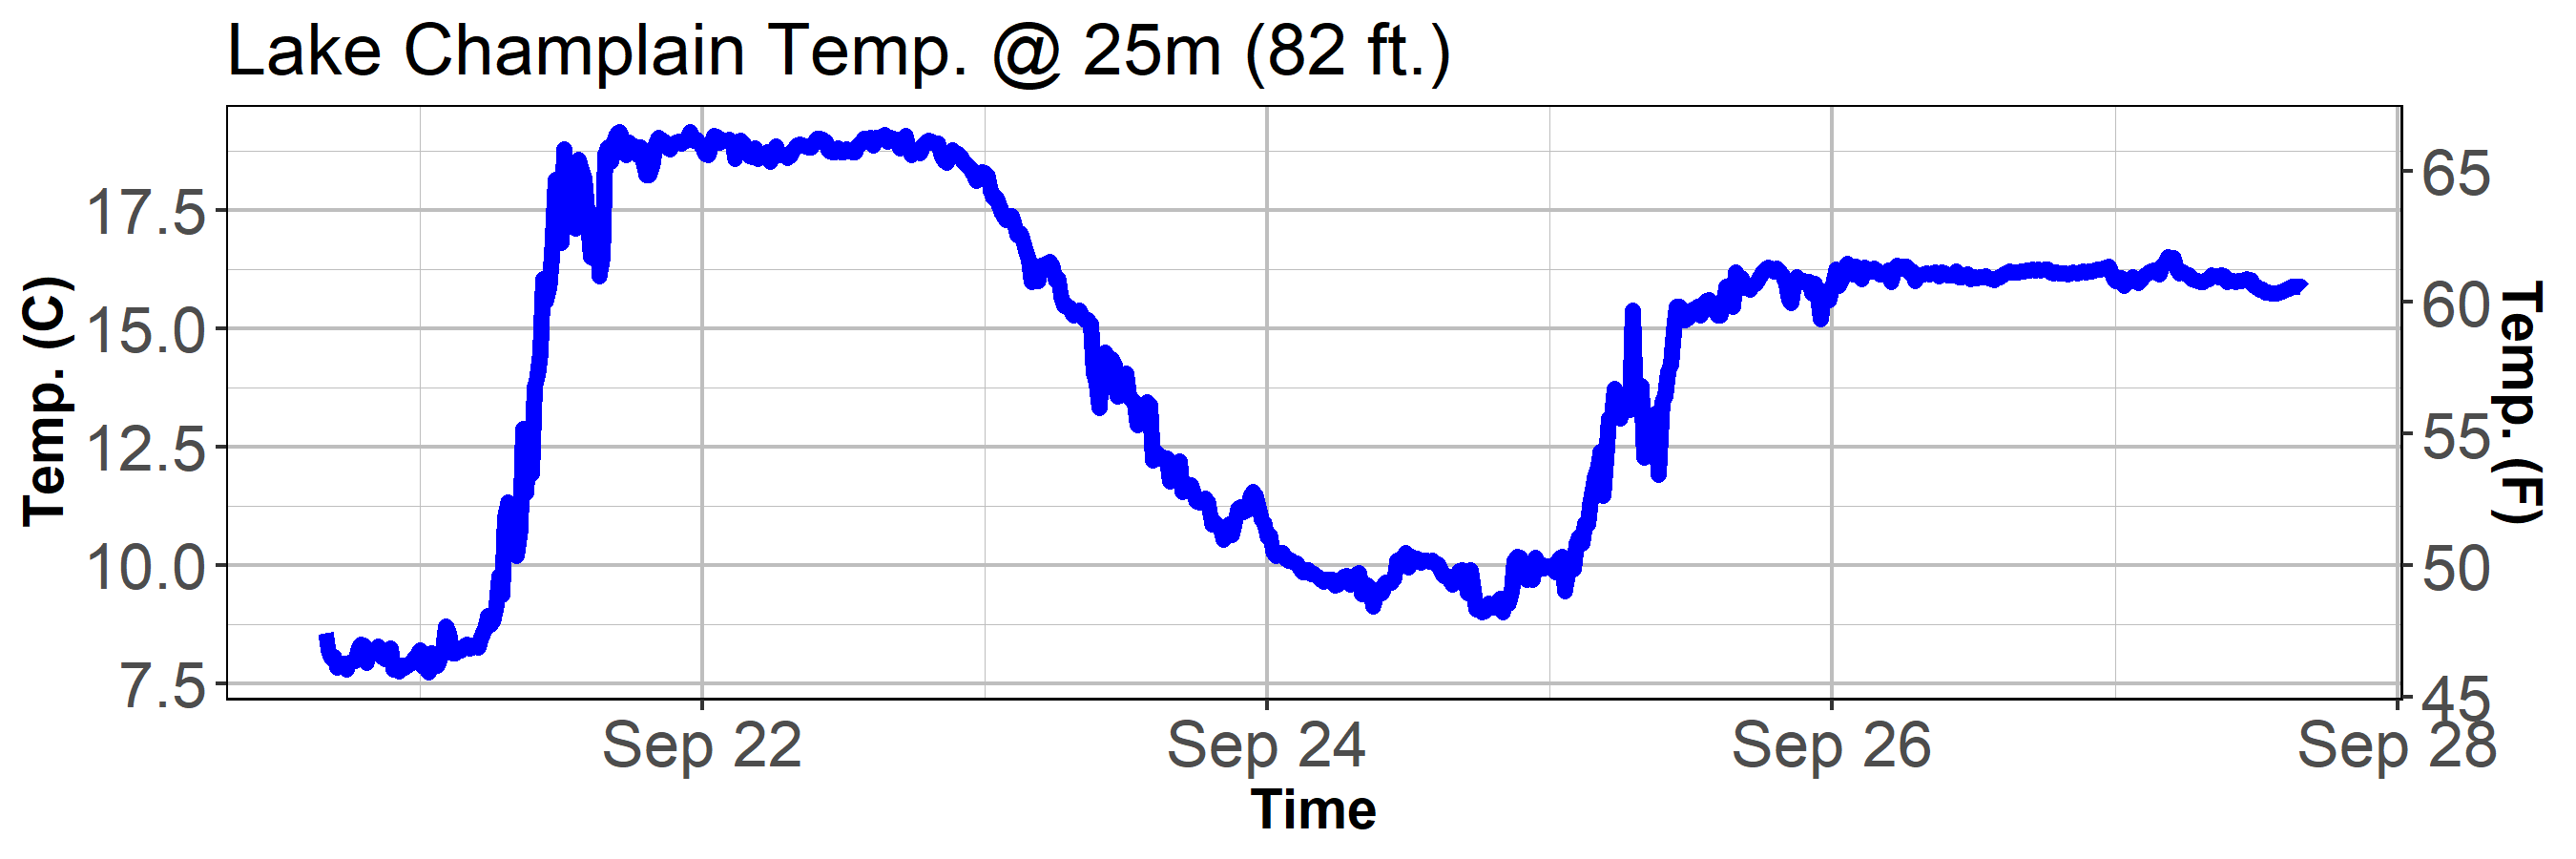 Lake Champlain Temp. @ 25m (82 ft.)
Temp. (C)
17.5
15.0
12.5
10.0
7.5
65
60
55
50
45
Temp. (F)
Sep 22
Sep 24
Sep 26
Sep 28
Time